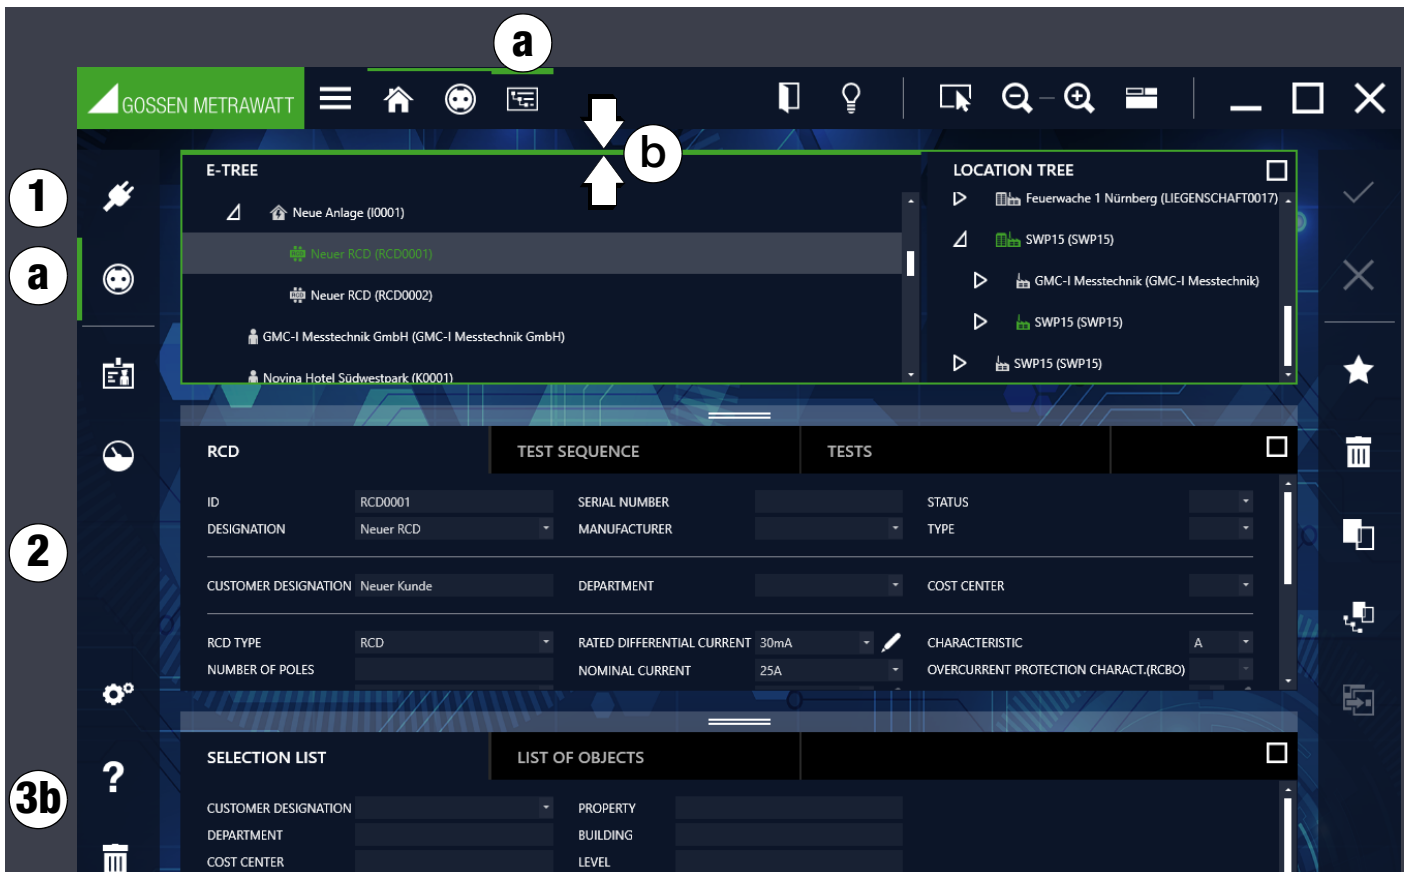 a
GOSSEN METRAWATT
b
E-TREE
LOCATION TREE
1
Neue Anlage (I0001)
Feuerwache 1 Nürnberg (LIEGENSCHAFT0017)
SWP15 (SWP15)
a
Neuer RCD (RCD0001)
GMC-I Messtechnik (GMC-I Messtechnik)
Neuer RCD (RCD0002)
SWP15 (SWP15)
GMC-I Messtechnik GmbH (GMC-I Messtechnik GmbH)
SWP15 (SWP15)
Novina Hotel Südwestpark (K0001)
RCD
TEST SEQUENCE
TESTS
ID
RCD0001
SERIAL NUMBER
STATUS
DESIGNATION
Neuer RCD
MANUFACTURER
TYPE
2
CUSTOMER DESIGNATION
Neuer Kunde
DEPARTMENT
COST CENTER
RCD TYPE
RCD
RATED DIFFERENTIAL CURRENT
30mA
CHARACTERISTIC
A
NUMBER OF POLES
NOMINAL CURRENT
25A
OVERCURRENT PROTECTION CHARACT.(RCBO)
SELECTION LIST
LIST OF OBJECTS
?
3b
CUSTOMER DESIGNATION
PROPERTY
DEPARTMENT
BUILDING
COST CENTER
LEVEL